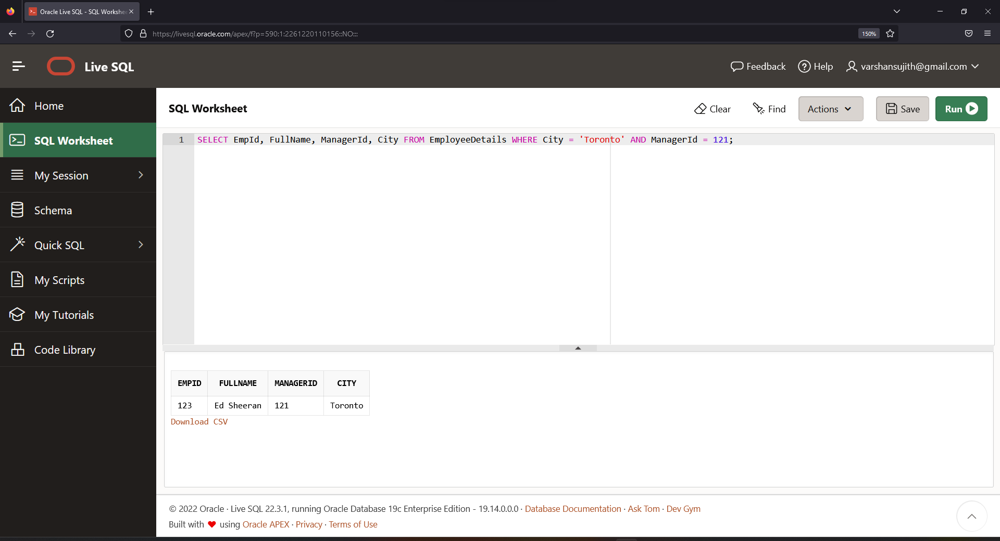 Oracle Live SQL - SQL Workshe
https://livesql.oracle.com/apex/f?p=590:1:2261220110156::NO:::
150%
Live SQL
Feedback
Help
varshansujith@gmail.com
Home
SQL Worksheet
My Session
Schema
Quick SQL
My Scripts
My Tutorials
Code Library
SQL Worksheet
Clear
Find
Actions
Save
Run
1 SELECT EmpId, FullName, ManagerId, City FROM EmployeeDetails WHERE City = 'Toronto' AND ManagerId = 121;
EMPID FULLNAME MANAGERID CITY
123 Ed Sheeran 121 Toronto
Download CSV
© 2022 Oracle · Live SQL 22.3.1, running Oracle Database 19c Enterprise Edition - 19.14.0.0.0 · Database Documentation · Ask Tom · Dev Gym
Built with ♥ using Oracle APEX · Privacy · Terms of Use